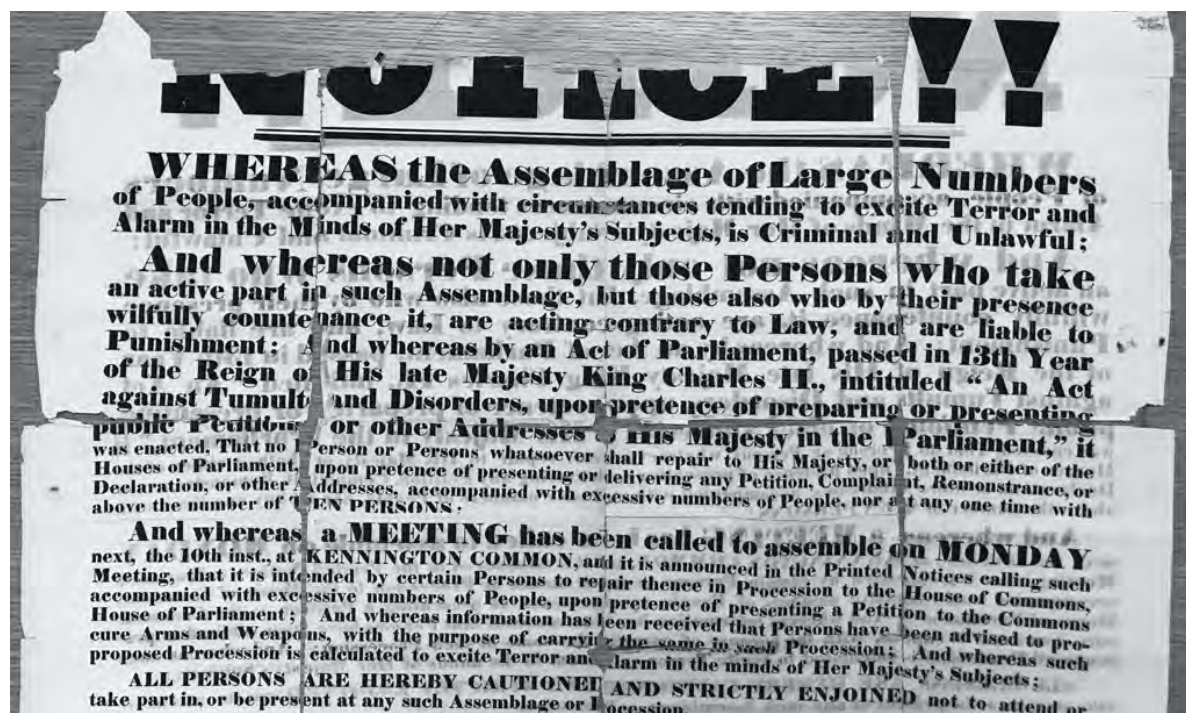 NOTICE!!
WHEREAS the Assemblage of Large Numbers
of People, accompanied with circumstances tending to excite Terror and
Alarm in the Minds of Her Majesty's Subjects, is Criminal and Unlawful;
And whereas not only those Persons who take
an active part in such Assemblage, but those also who by their presence
wilfully countenance it, are acting contrary to Law, and are liable to
Punishment; And whereas by an Act of Parliament, passed in 13th Year
of the Reign of His late Majesty King Charles II., intituled "An Act
against Tumults and Disorders, upon pretence of preparing or presenting
public Petitions or other Addresses to His Majesty in the Parliament," it
was enacted, That no Person or Persons whatsoever shall repair to His Majesty, or both or either of the
Houses of Parliament, upon pretence of presenting or delivering any Petition, Complaint, Remonstrance, or
Declaration, or other Addresses, accompanied with excessive numbers of People, nor at any one time with
above the number of TEN PERSONS:
And whereas a MEETING has been called to assemble on MONDAY
next, the 10th inst., at KENNINGTON COMMON, and it is announced in the Printed Notices calling such
Meeting, that it is intended by certain Persons to repair thence in Procession to the House of Commons,
accompanied with excessive numbers of People, upon pretence of presenting a Petition to the Commons
House of Parliament; And whereas information has been received that Persons have been advised to pro-
cure Arms and Weapons, with the purpose of carrying the same in such Procession; And whereas such
proposed Procession is calculated to excite Terror and Alarm in the minds of Her Majesty's Subjects;
ALL PERSONS ARE HEREBY CAUTIONED AND STRICTLY ENJOINED not to attend or
take part in, or be present at any such Assemblage or Procession.